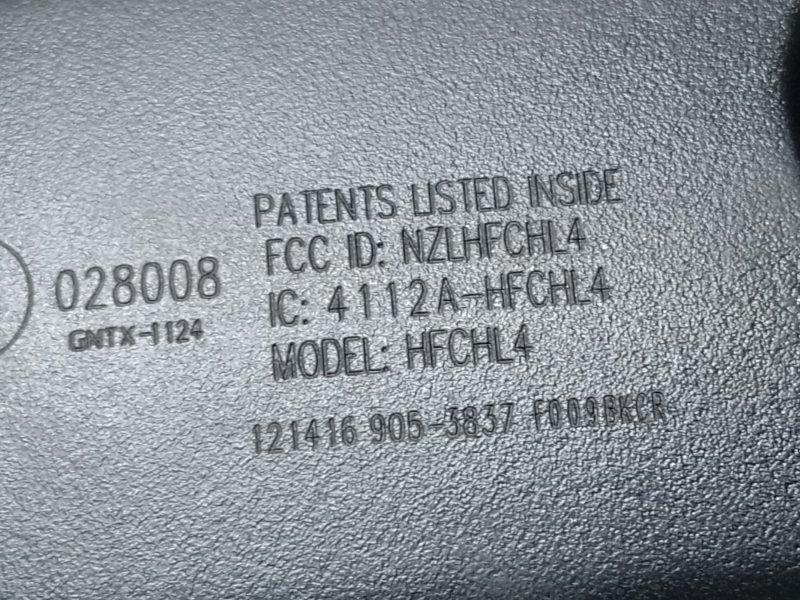 PATENTS LISTED INSIDE
FCC ID: NZLHFCHL4
028008
IC: 4112A-HFCHL4
GNTX-1124
MODEL: HFCHL4
121416 905-3837 F009BKCR